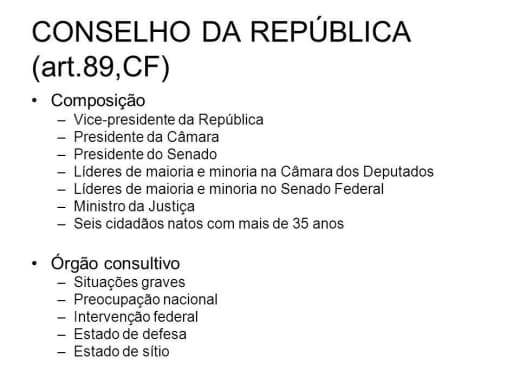 CONSELHO DA REPÚBLICA
(art.89,CF)
• Composição
– Vice-presidente da República
– Presidente da Câmara
– Presidente do Senado
– Líderes de maioria e minoria na Câmara dos Deputados
– Líderes de maioria e minoria no Senado Federal
– Ministro da Justiça
– Seis cidadãos natos com mais de 35 anos
• Órgão consultivo
– Situações graves
– Preocupação nacional
– Intervenção federal
– Estado de defesa
– Estado de sítio